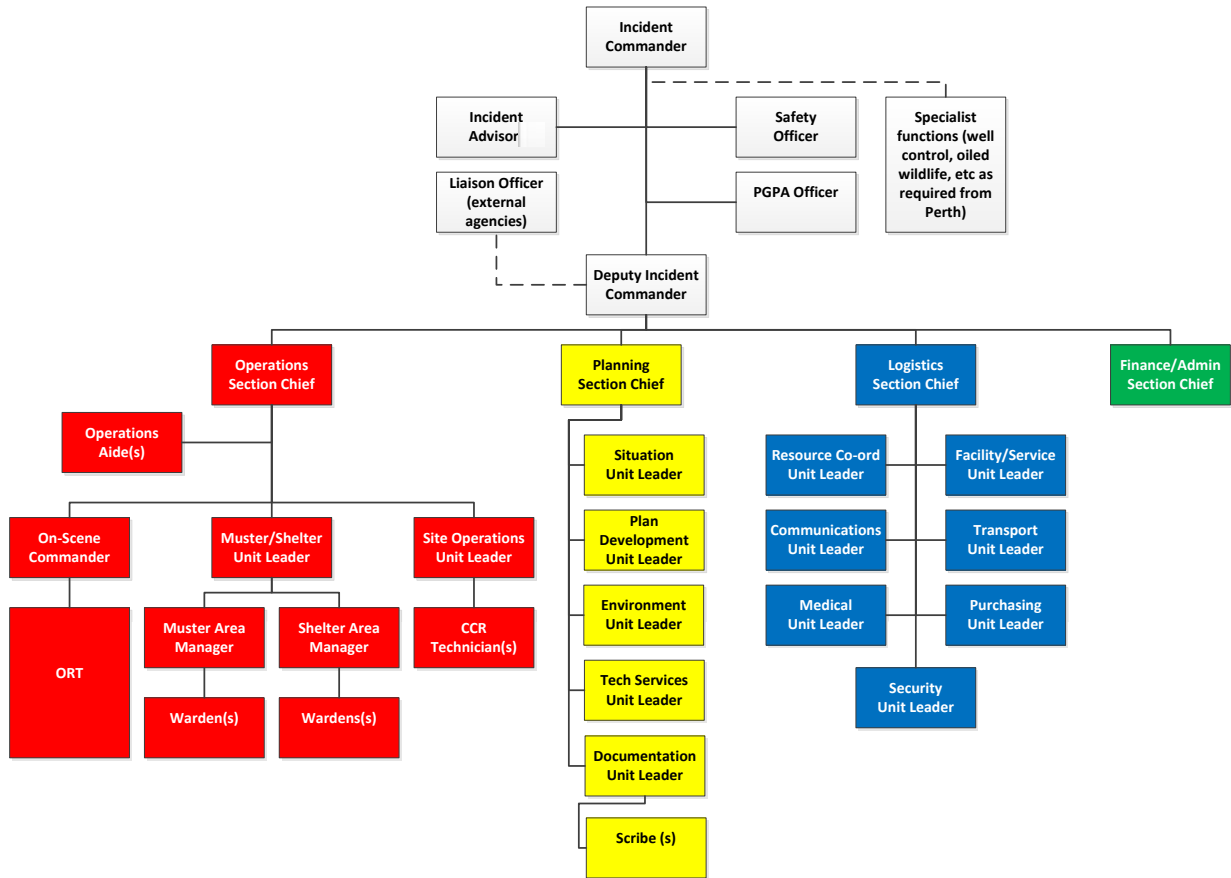 Incident
Commander
Incident
Advisor
Safety
Officer
Specialist
functions (well
control, oiled
wildlife, etc as
required from
Perth)
Liaison Officer
(external
agencies)
PGPA Officer
Deputy Incident
Commander
Operations
Section Chief
Planning
Section Chief
Logistics
Section Chief
Finance/Admin
Section Chief
Operations
Aide(s)
On-Scene
Commander
Muster/Shelter
Unit Leader
Site Operations
Unit Leader
ORT
Muster Area
Manager
Shelter Area
Manager
CCR
Technician(s)
Warden(s)
Wardens(s)
Situation
Unit Leader
Plan
Development
Unit Leader
Environment
Unit Leader
Tech Services
Unit Leader
Documentation
Unit Leader
Scribe (s)
Resource Co-ord
Unit Leader
Facility/Service
Unit Leader
Communications
Unit Leader
Transport
Unit Leader
Medical
Unit Leader
Purchasing
Unit Leader
Security
Unit Leader